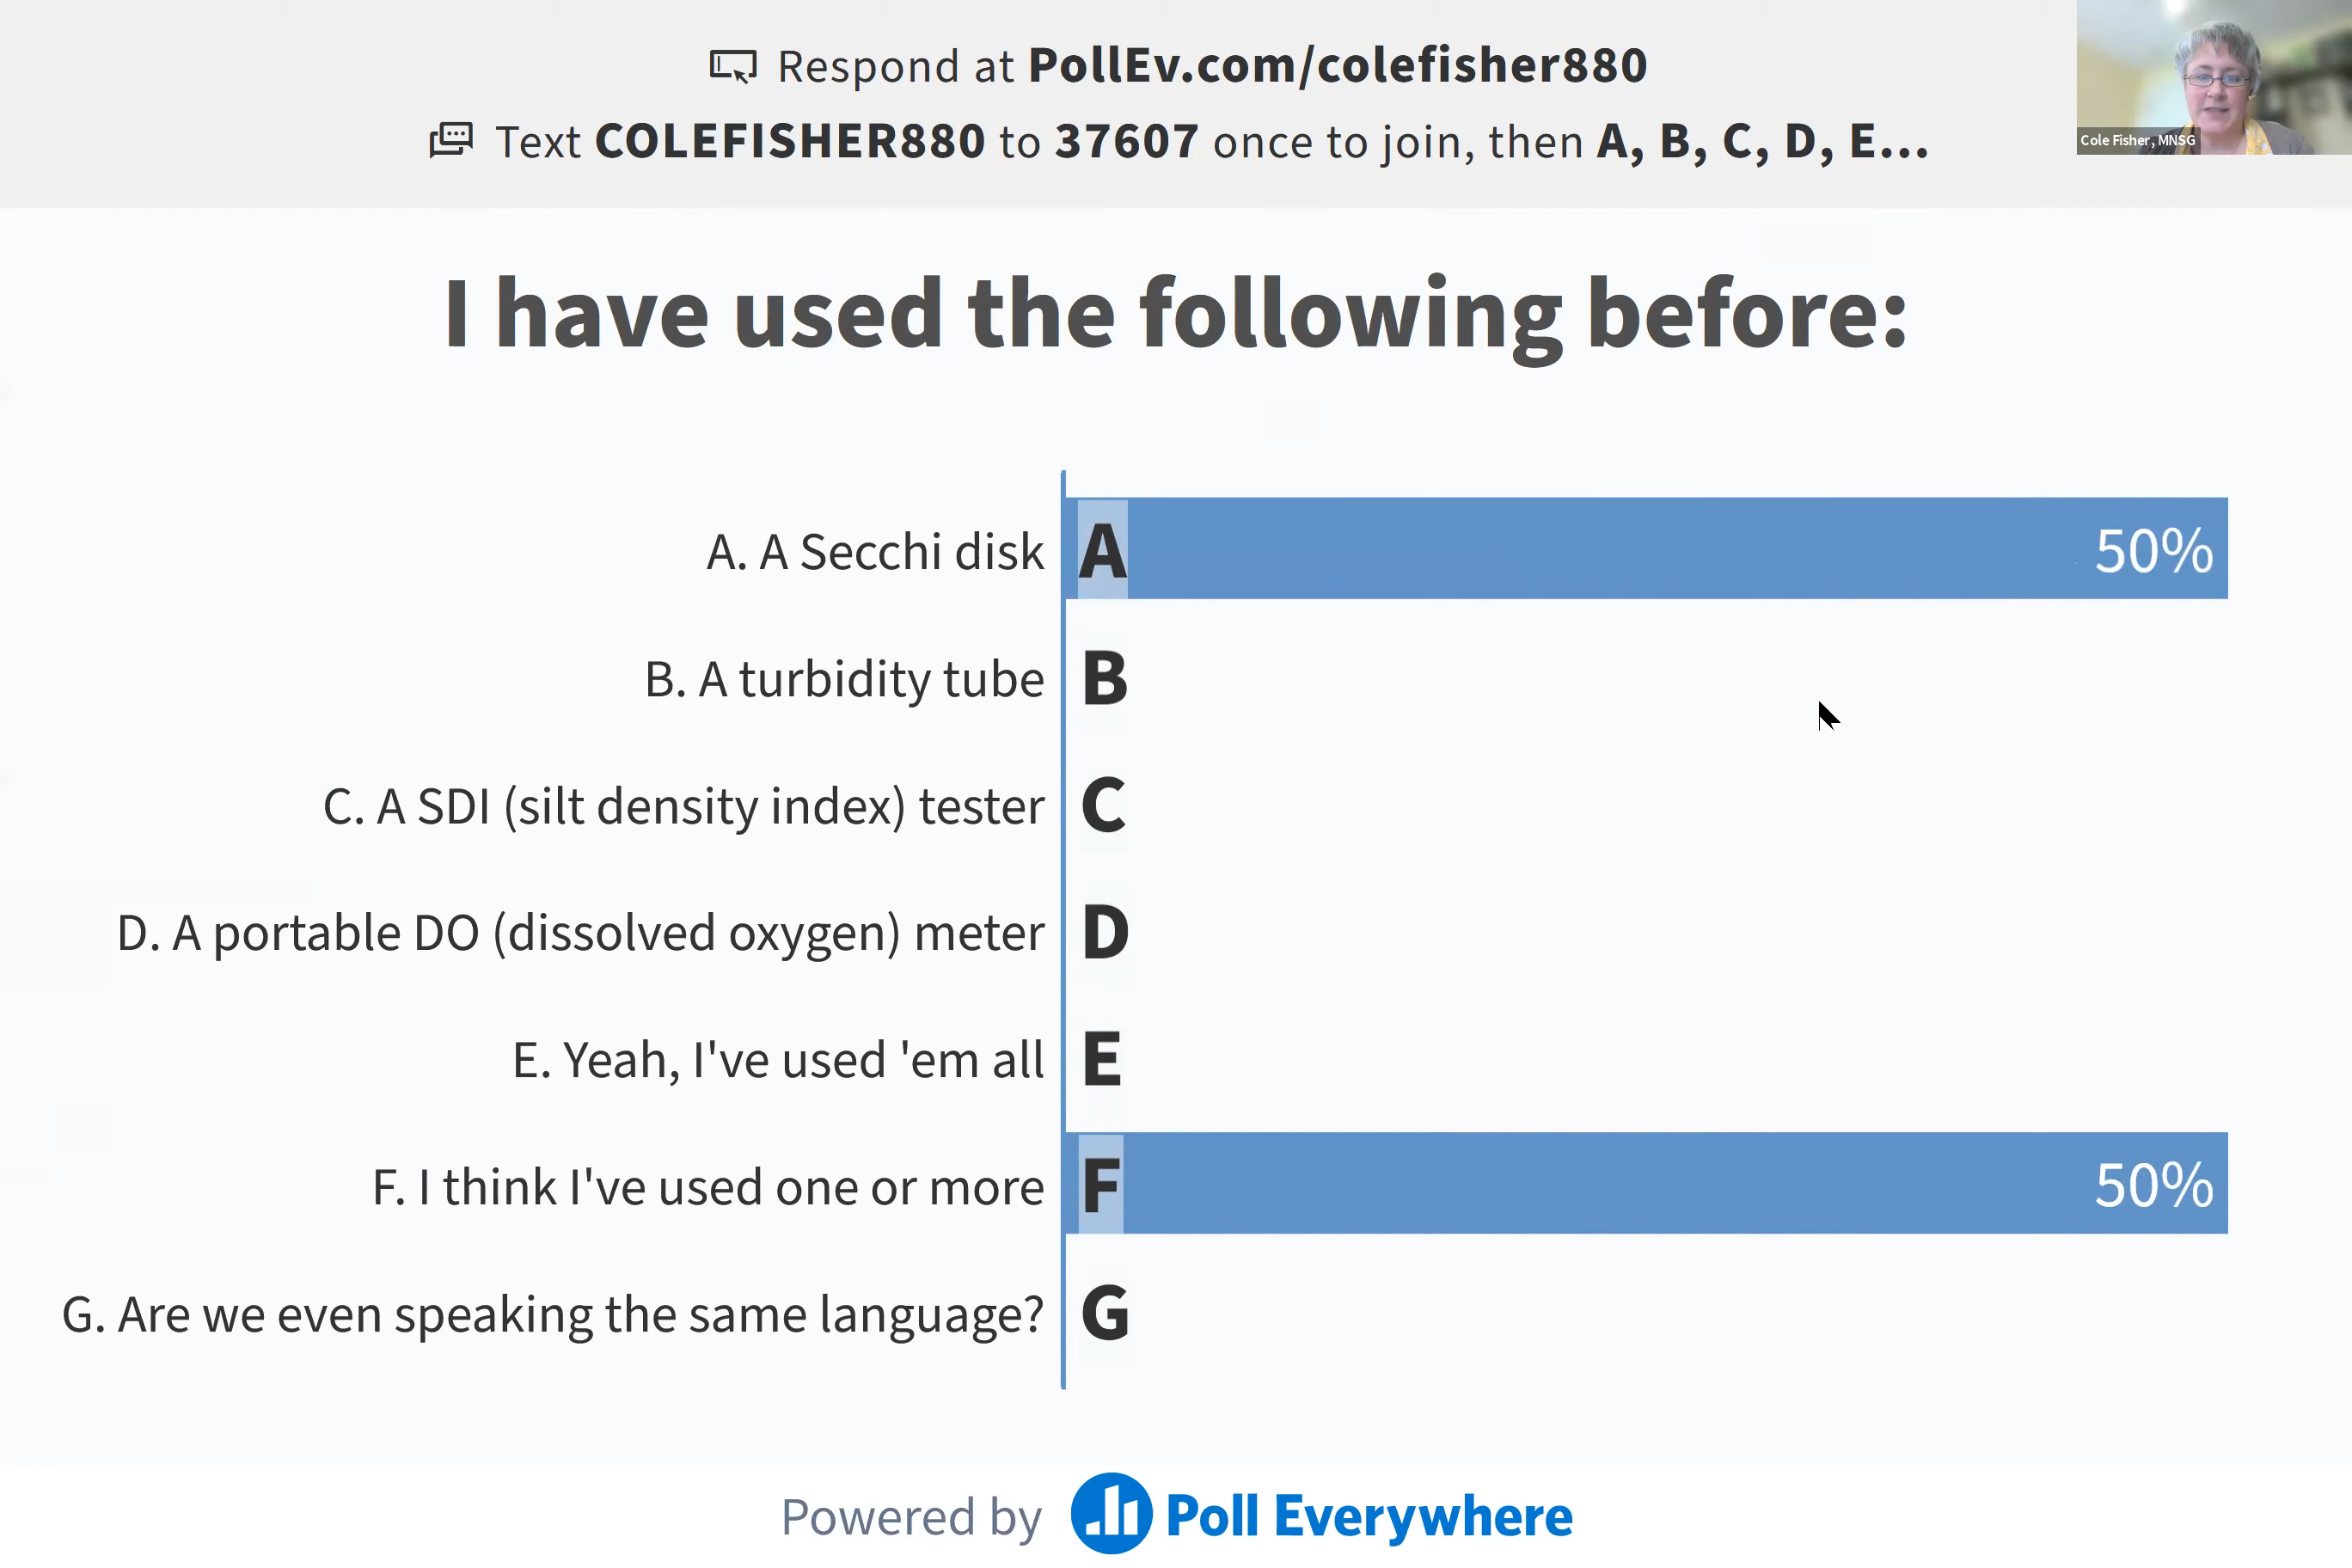 Respond at PollEv.com/colefisher880
Text COLEFISHER880 to 37607 once to join, then A, B, C, D, E...
Cole Fisher, MNSG
I have used the following before:
A. A Secchi disk A 50%
B. A turbidity tube B
C. A SDI (silt density index) tester C
D. A portable DO (dissolved oxygen) meter D
E. Yeah, I've used 'em all E
F. I think I've used one or more F 50%
G. Are we even speaking the same language? G
Powered by Poll Everywhere